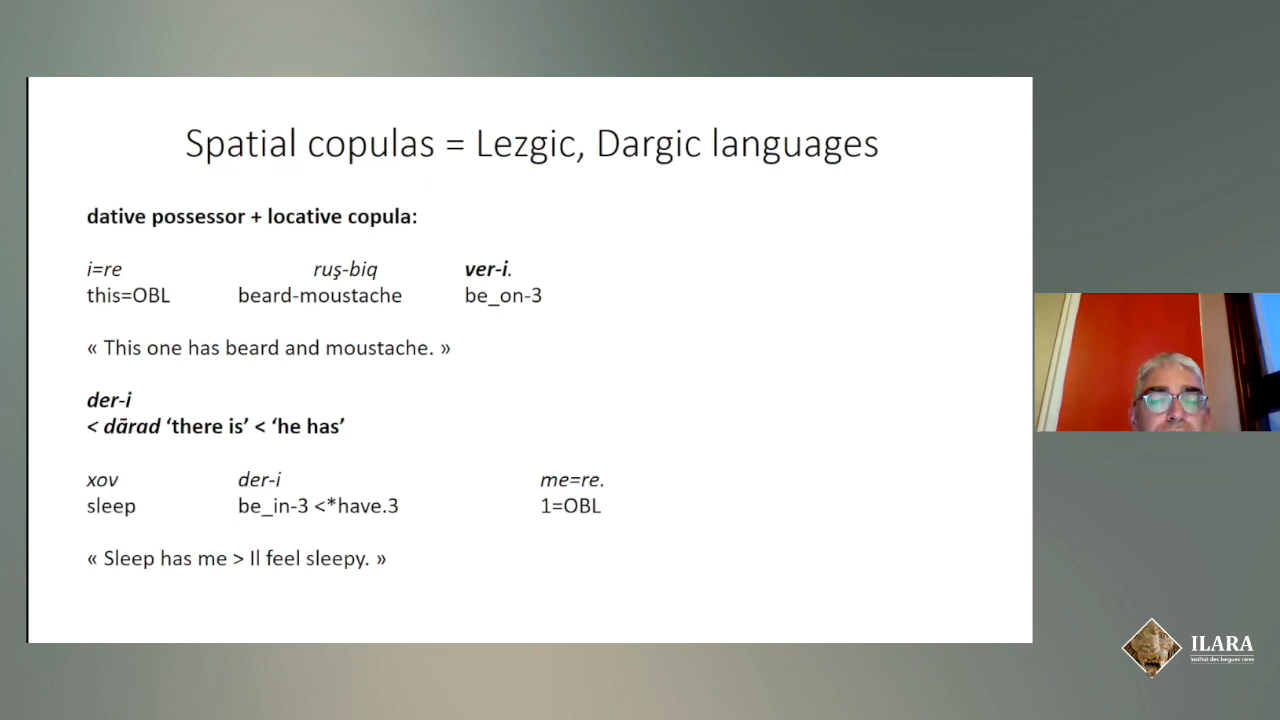 Spatial copulas = Lezgic, Dargic languages
dative possessor + locative copula:
i=re ruş-biq ver-i.
this=OBL beard-moustache be_on-3
« This one has beard and moustache. »
der-i
< dārad ‘there is’ < ‘he has’
xov der-i me=re.
sleep be_in-3 <*have.3 1=OBL
« Sleep has me > Il feel sleepy. »
ILARA
Institut des langues rares